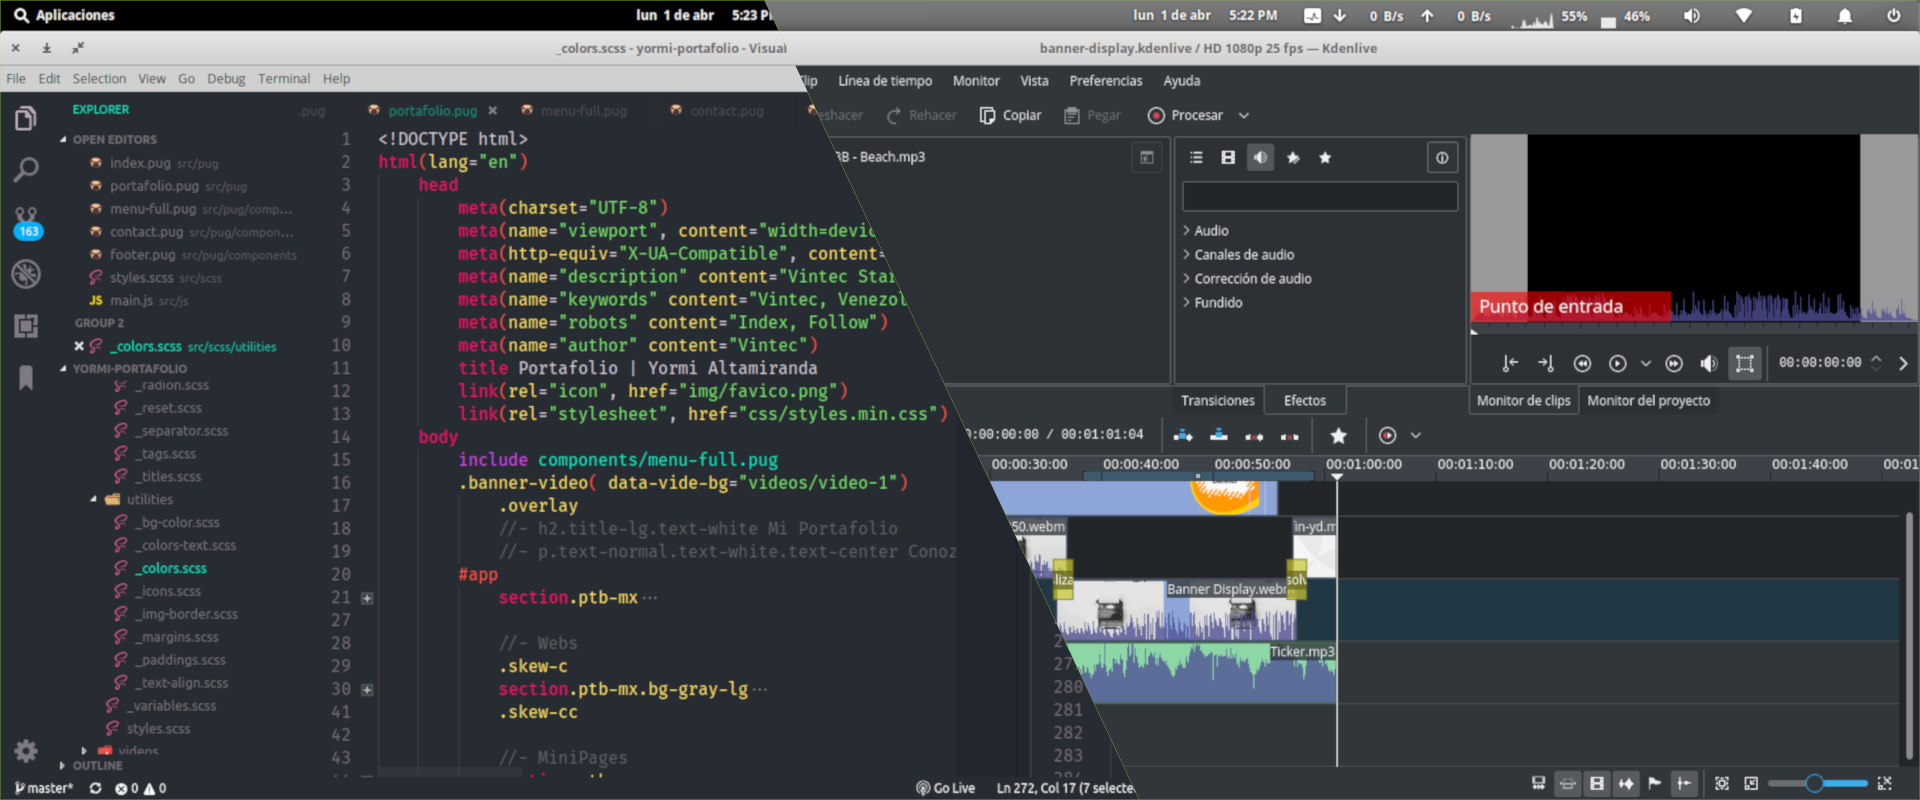 Aplicaciones
lun 1 de abr 5:23
lun 1 de abr 5:22 PM 0 B/s 0 B/s 55% 46%
_colors.scss - yormi-portafolio - Visual
banner-display.kdenlive / HD 1080p 25 fps — Kdenlive
File Edit Selection View Go Debug Terminal Help
lip Línea de tiempo Monitor Vista Preferencias Ayuda
eshacer Rehacer Copiar Pegar Procesar
EXPLORER
.pug portafolio.pug menu-full.pug contact.pug
OPEN EDITORS
index.pug src/pug
portafolio.pug src/pug
menu-full.pug src/pug/comp...
contact.pug src/pug/compon...
footer.pug src/pug/components
styles.scss src/scss
JS main.js src/js
GROUP 2
_colors.scss src/scss/utilities
YORMI-PORTAFOLIO
_radion.scss
_reset.scss
_separator.scss
_tags.scss
_titles.scss
utilities
_bg-color.scss
_colors-text.scss
_colors.scss
_icons.scss
_img-border.scss
_margins.scss
_paddings.scss
_text-align.scss
_variables.scss
styles.scss
videos
OUTLINE
163
1 <!DOCTYPE html>
2 html(lang="en")
3 head
4 meta(charset="UTF-8")
5 meta(name="viewport", content="width=devic
6 meta(http-equiv="X-UA-Compatible", content=
7 meta(name="description" content="Vintec Star
8 meta(name="keywords" content="Vintec, Venezol
9 meta(name="robots" content="Index, Follow")
10 meta(name="author" content="Vintec")
11 title Portafolio | Yormi Altamiranda
12 link(rel="icon", href="img/favico.png")
13 link(rel="stylesheet", href="css/styles.min.css")
14 body
15 include components/menu-full.pug
16 .banner-video( data-vide-bg="videos/video-1")
17 .overlay
18 //- h2.title-lg.text-white Mi Portafolio
19 //- p.text-normal.text-white.text-center Conoz
20 #app
21 section.ptb-mx ...
27
28 //- Webs
29 .skew-c
30 section.ptb-mx.bg-gray-lg ...
41 .skew-cc
42
43 //- MiniPages
280
281
282
283
master* 0 0 Go Live Ln 272, Col 17 (7 selecte
BB - Beach.mp3
Audio
Canales de audio
Corrección de audio
Fundido
Transiciones Efectos
Punto de entrada
00:00:00:00
Monitor de clips Monitor del proyecto
0:00:00:00 / 00:01:01:04
00:00:30:00 00:00:40:00 00:00:50:00 00:01:00:00 00:01:10:00 00:01:20:00 00:01:30:00 00:01:40:00 00:01
50.webm in-yd.m
liza solv
Banner Display.webm
Ticker.mp3